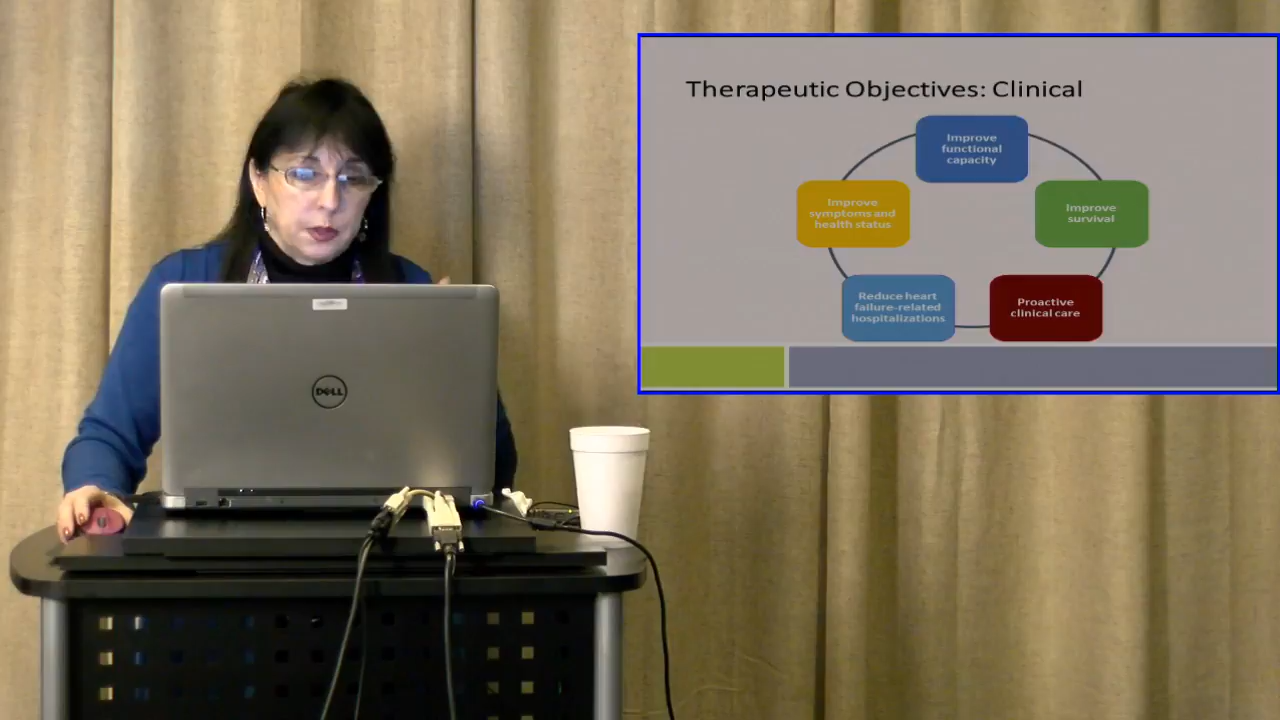 Therapeutic Objectives: Clinical
Improve
functional
capacity
Improve
symptoms and
health status
Improve
survival
Reduce heart
failure-related
hospitalizations
Proactive
clinical care
DELL